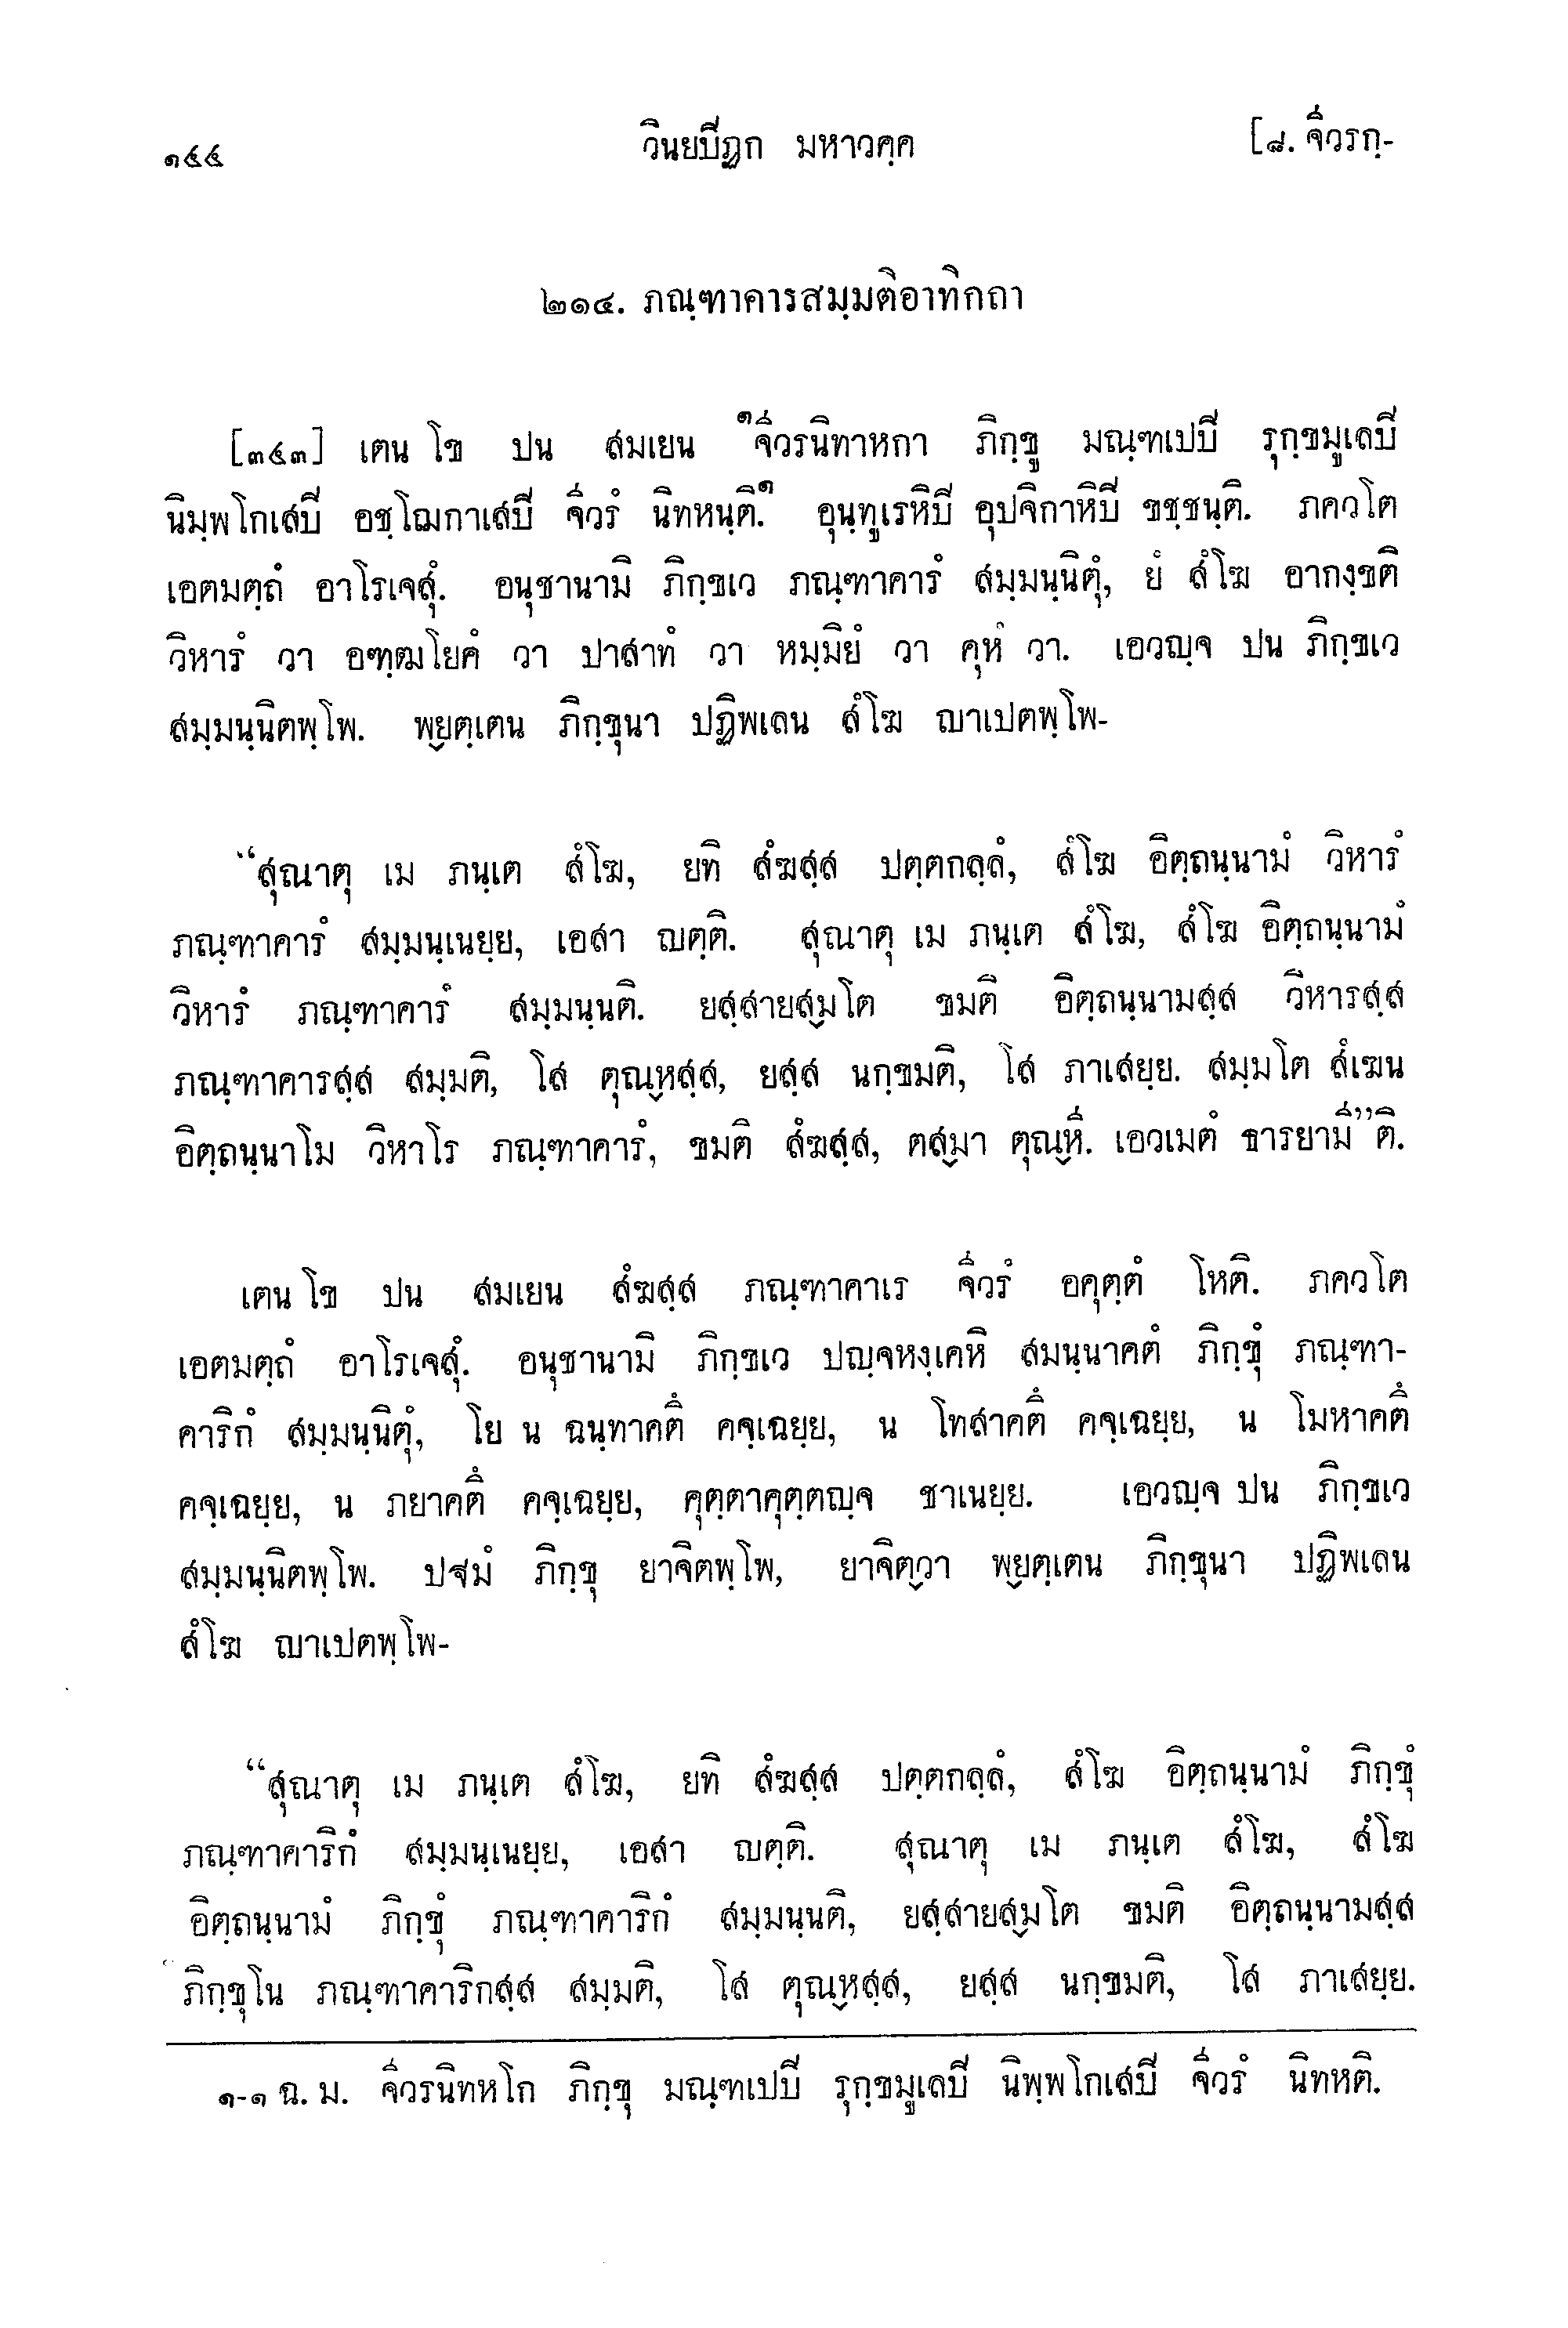 ๑๔๔ วินยปิฏก มหาวคฺค [๘. จีวรกฺ-
๒๑๔. ภณฺฑาคารสมฺมติอาทิกถา
[๓๔๓] เตน โข ปน สมเยน ๑จีวรนิทาหกา ภิกฺขู มณฺฑเปปิ รุกฺขมูเลปิ
นิมฺพโกเสปิ อชฺโฌกาเสปิ จีวรํ นิทหนฺติ.๑ อุนฺทูเรหิปิ อุปจิกาหิปิ ขชฺชนฺติ. ภควโต
เอตมตฺถํ อาโรเจสุํ. อนุชานามิ ภิกฺขเว ภณฺฑาคารํ สมฺมนฺนิตุํ, ยํ สํโฆ อากงฺขติ
วิหารํ วา อฑฺฒโยคํ วา ปาสาทํ วา หมฺมิยํ วา คุหํ วา. เอวญฺจ ปน ภิกฺขเว
สมฺมนฺนิตพฺโพ. พฺยตฺเตน ภิกฺขุนา ปฏิพเลน สํโฆ ญาเปตพฺโพ-
“สุณาตุ เม ภนฺเต สํโฆ, ยทิ สํฆสฺส ปตฺตกลฺลํ, สํโฆ อิตฺถนฺนามํ วิหารํ
ภณฺฑาคารํ สมฺมนฺเนยฺย, เอสา ญตฺติ. สุณาตุ เม ภนฺเต สํโฆ, สํโฆ อิตฺถนฺนามํ
วิหารํ ภณฺฑาคารํ สมฺมนฺนติ. ยสฺสายสฺมโต ขมติ อิตฺถนฺนามสฺส วิหารสฺส
ภณฺฑาคารสฺส สมฺมติ, โส ตุณฺหสฺส, ยสฺส นกฺขมติ, โส ภาเสยฺย. สมฺมโต สํเฆน
อิตฺถนฺนาโม วิหาโร ภณฺฑาคารํ, ขมติ สํฆสฺส, ตสฺมา ตุณฺหี. เอวเมตํ ธารยามี”ติ.
เตน โข ปน สมเยน สํฆสฺส ภณฺฑาคาเร จีวรํ อคุตฺตํ โหติ. ภควโต
เอตมตฺถํ อาโรเจสุํ. อนุชานามิ ภิกฺขเว ปญฺจหงฺเคหิ สมนฺนาคตํ ภิกฺขุํ ภณฺฑา-
คาริกํ สมฺมนฺนิตุํ, โย น ฉนฺทาคตึ คจฺเฉยฺย, น โทสาคตึ คจฺเฉยฺย, น โมหาคตึ
คจฺเฉยฺย, น ภยาคตึ คจฺเฉยฺย, คุตฺตาคุตฺตญฺจ ชาเนยฺย. เอวญฺจ ปน ภิกฺขเว
สมฺมนฺนิตพฺโพ. ปฐมํ ภิกฺขุ ยาจิตพฺโพ, ยาจิตฺวา พฺยตฺเตน ภิกฺขุนา ปฏิพเลน
สํโฆ ญาเปตพฺโพ-
“สุณาตุ เม ภนฺเต สํโฆ, ยทิ สํฆสฺส ปตฺตกลฺลํ, สํโฆ อิตฺถนฺนามํ ภิกฺขุํ
ภณฺฑาคาริกํ สมฺมนฺเนยฺย, เอสา ญตฺติ. สุณาตุ เม ภนฺเต สํโฆ, สํโฆ
อิตฺถนฺนามํ ภิกฺขุํ ภณฺฑาคาริกํ สมฺมนฺนติ, ยสฺสายสฺมโต ขมติ อิตฺถนฺนามสฺส
ภิกฺขุโน ภณฺฑาคาริกสฺส สมฺมติ, โส ตุณฺหสฺส, ยสฺส นกฺขมติ, โส ภาเสยฺย.
๑-๑ ฉ. ม. จีวรนิทหโก ภิกฺขุ มณฺฑเปปิ รุกฺขมูเลปิ นิพฺพโกเสปิ จีวรํ นิทหติ.